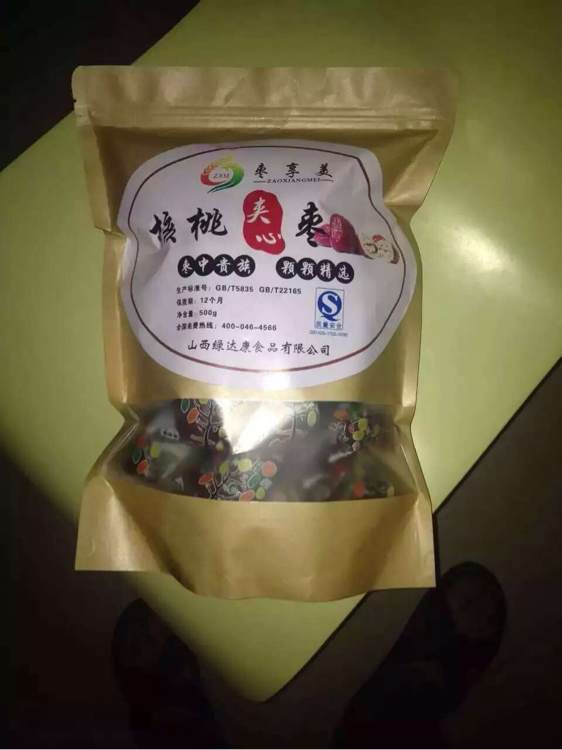 ZXM
枣享美
ZAOXIANGMEI
核桃夹心枣
枣中贵族 颗颗精选
生产标准号: GB/T5835 GB/T22165
保质期: 12个月
净含量: 500g
全国免费热线: 400-046-4566
质量安全
山西绿达康食品有限公司